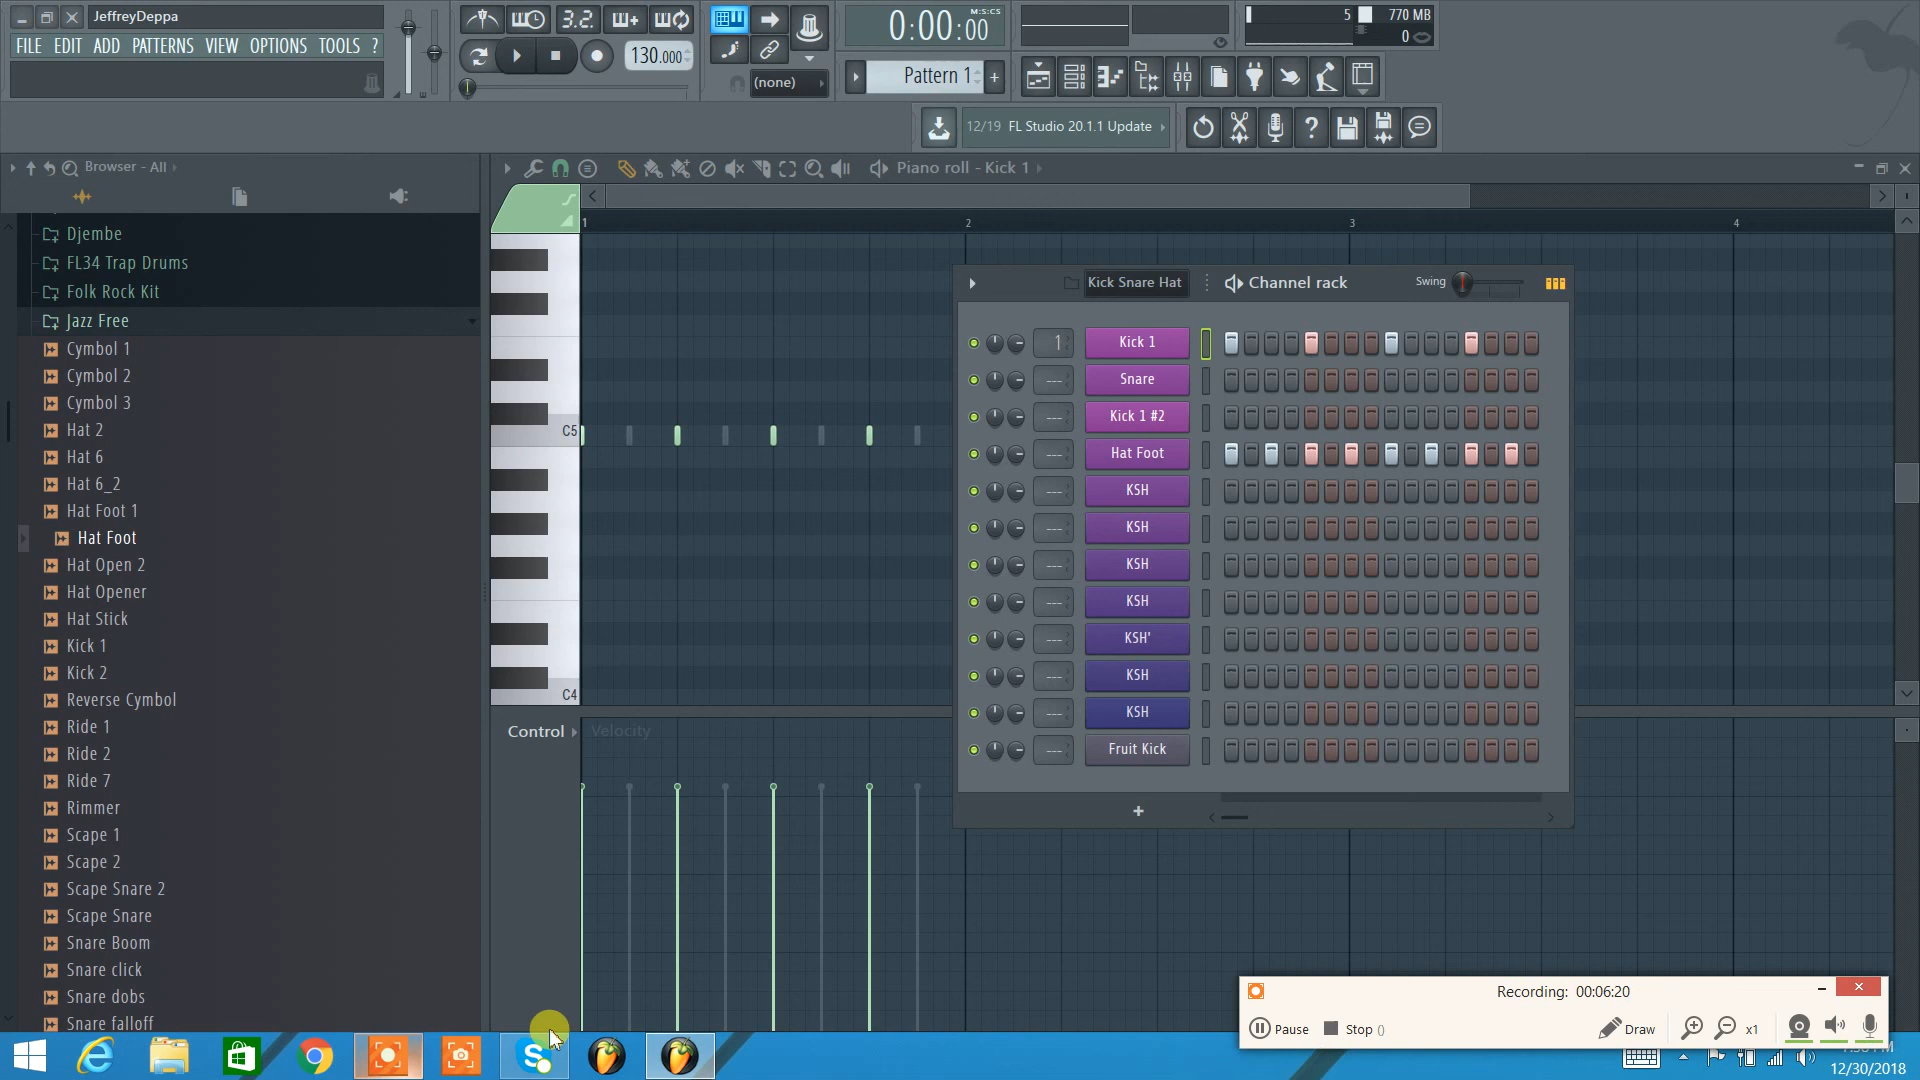 JeffreyDeppa
FILE EDIT ADD PATTERNS VIEW OPTIONS TOOLS ?
3.2.
130.000
(none)
0:00:00
M:S:CS
Pattern 1
+
5
770 MB
0
12/19 FL Studio 20.1.1 Update
?
Browser - All
Piano roll - Kick 1
Djembe
FL34 Trap Drums
Folk Rock Kit
Jazz Free
Cymbol 1
Cymbol 2
Cymbol 3
Hat 2
Hat 6
Hat 6_2
Hat Foot 1
Hat Foot
Hat Open 2
Hat Opener
Hat Stick
Kick 1
Kick 2
Reverse Cymbol
Ride 1
Ride 2
Ride 7
Rimmer
Scape 1
Scape 2
Scape Snare 2
Scape Snare
Snare Boom
Snare click
Snare dobs
Snare falloff
1
2
3
4
C5
C4
Control
Velocity
Kick Snare Hat
Channel rack
Swing
1
Kick 1
--- Snare
--- Kick 1 #2
--- Hat Foot
--- KSH
--- KSH
--- KSH
--- KSH
--- KSH'
--- KSH
--- KSH
--- Fruit Kick
+
Recording: 00:06:20
Pause
Stop ()
Draw
x1
12/30/2018